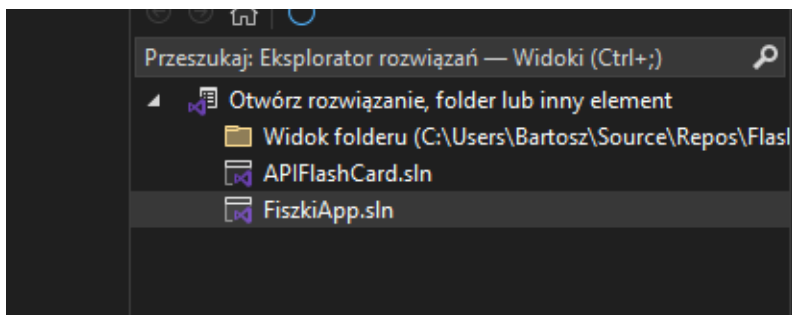 Przeszukaj: Eksplorator rozwiązań — Widoki (Ctrl+;)
Otwórz rozwiązanie, folder lub inny element
Widok folderu (C:\Users\Bartosz\Source\Repos\Flas
APIFlashCard.sln
FiszkiApp.sln